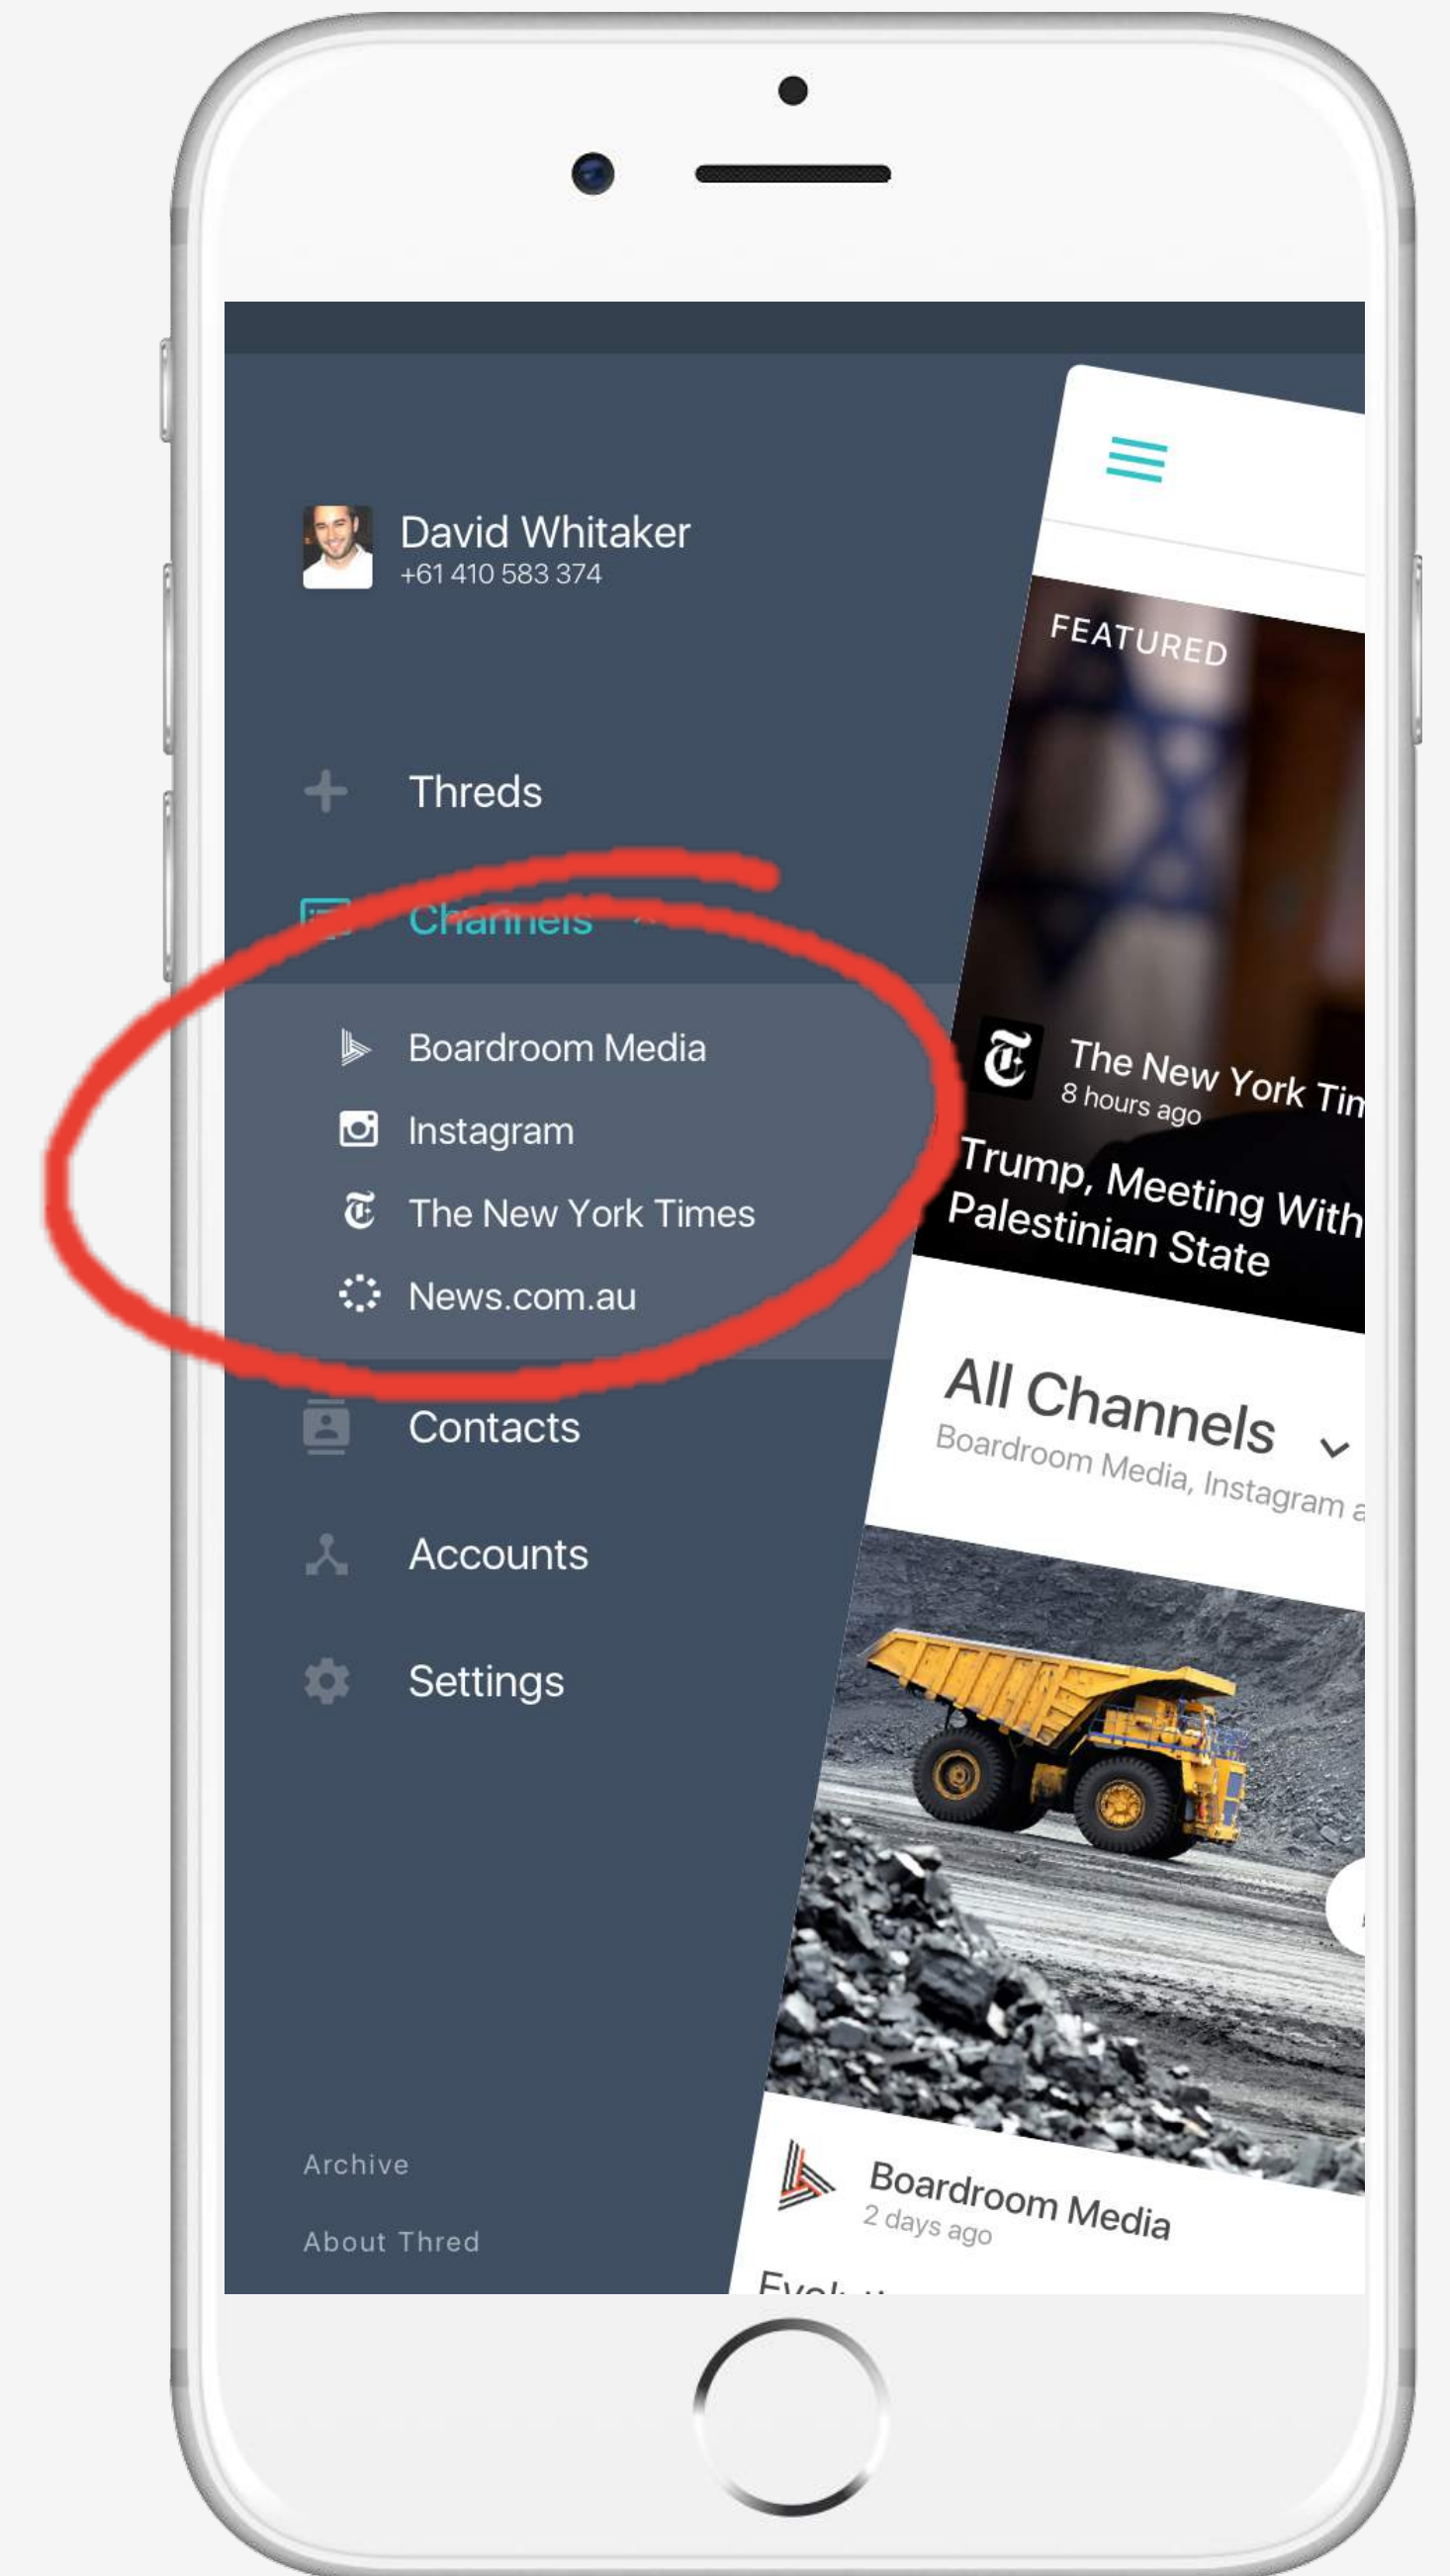 David Whitaker
+61 410 583 374
Threds
Channels
Boardroom Media
Instagram
The New York Times
News.com.au
Contacts
Accounts
Settings
Archive
About Thred
FEATURED
The New York Tim
8 hours ago
Trump, Meeting With
Palestinian State
All Channels
Boardroom Media, Instagram a
Boardroom Media
2 days ago